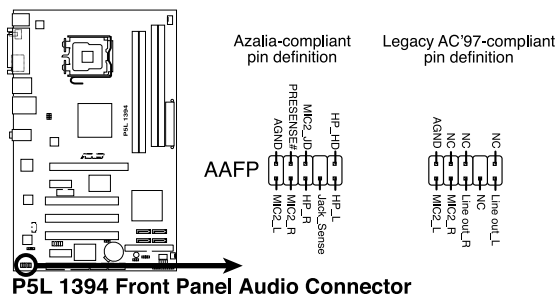 Azalia-compliant
pin definition
Legacy AC'97-compliant
pin definition
P5L 1394
ASUS
AAFP
AGND
PRESENSE#
MIC2_JD
HP_HD
MIC2_L
MIC2_R
HP_R
Jack_Sense
HP_L
AGND
NC
NC
NC
MIC2_L
MIC2_R
Line out_R
NC
Line out_L
P5L 1394 Front Panel Audio Connector